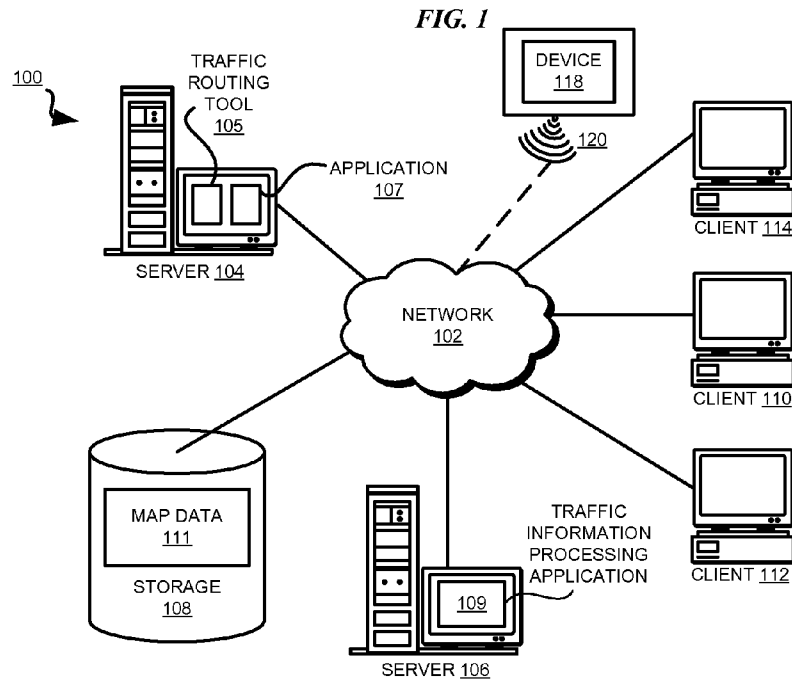 FIG. 1
100
TRAFFIC
ROUTING
TOOL
105
APPLICATION
107
SERVER 104
DEVICE
118
120
CLIENT 114
NETWORK
102
CLIENT 110
MAP DATA
111
STORAGE
108
TRAFFIC
INFORMATION
PROCESSING
APPLICATION
109
SERVER 106
CLIENT 112